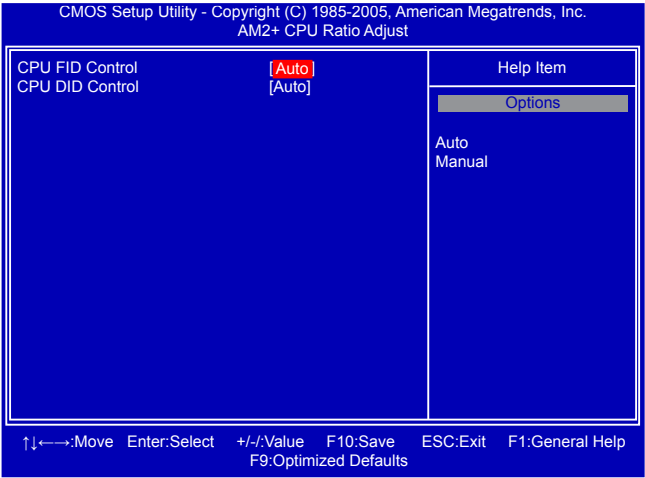 CMOS Setup Utility - Copyright (C) 1985-2005, American Megatrends, Inc.
AM2+ CPU Ratio Adjust
CPU FID Control [Auto]
CPU DID Control [Auto]
Help Item
Options
Auto
Manual
↑↓←→:Move Enter:Select +/-/:Value F10:Save ESC:Exit F1:General Help
F9:Optimized Defaults